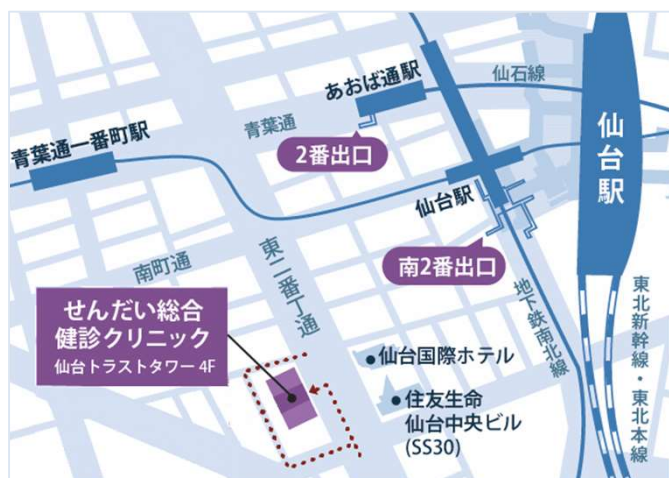 あおば通駅
仙石線
青葉通
2番出口
青葉通一番町駅
仙台駅
仙台駅
南2番出口
南町通
東二番丁通
地下鉄南北線
東北新幹線・東北本線
せんだい総合
健診クリニック
仙台トラストタワー 4F
仙台国際ホテル
住友生命
仙台中央ビル
(SS30)